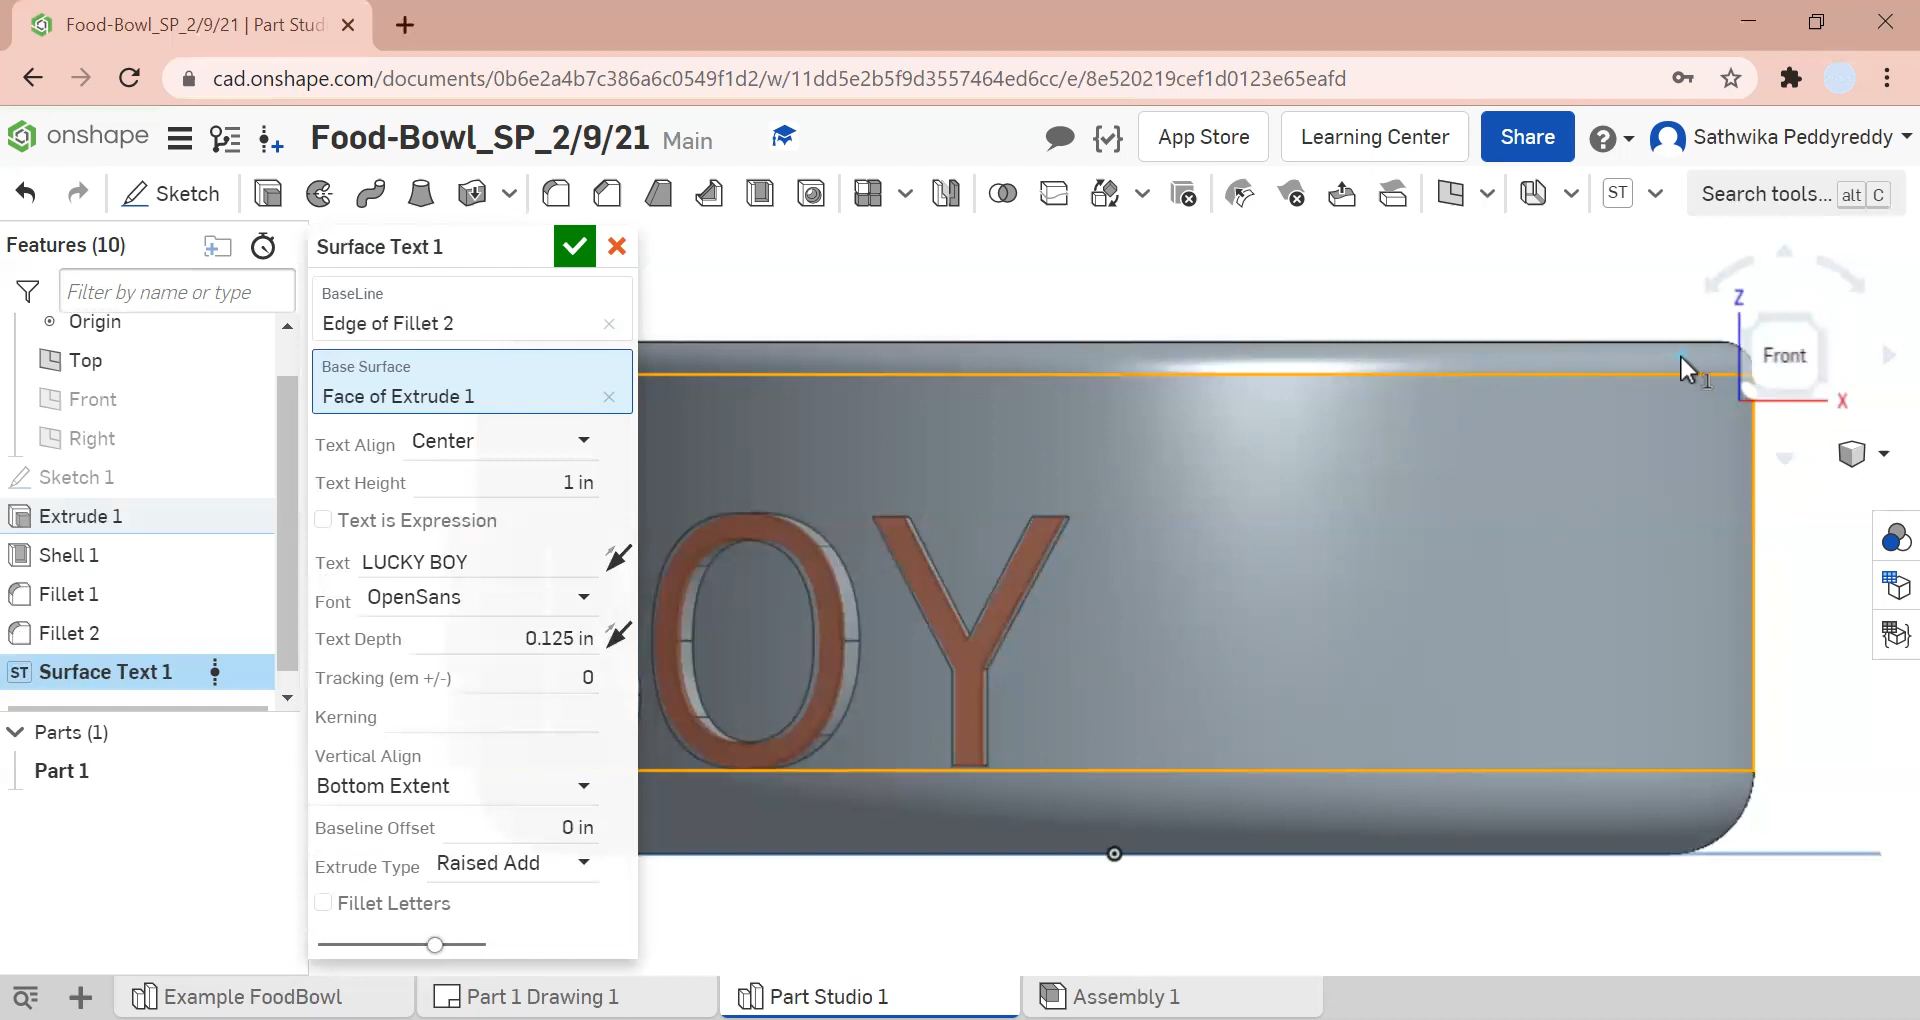 Food-Bowl_SP_2/9/21 | Part Studi
cad.onshape.com/documents/0b6e2a4b7c386a6c0549f1d2/w/11dd5e2b5f9d3557464ed6cc/e/8e520219cef1d0123e65eafd
onshape Food-Bowl_SP_2/9/21 Main App Store Learning Center Share Sathwika Peddyreddy
Sketch ST Search tools... alt C
Features (10)
Filter by name or type
Origin
Top
Front
Right
Sketch 1
Extrude 1
Shell 1
Fillet 1
Fillet 2
ST Surface Text 1
Parts (1)
Part 1
Surface Text 1
BaseLine
Edge of Fillet 2
Base Surface
Face of Extrude 1
Text Align Center
Text Height 1 in
Text is Expression
Text LUCKY BOY
Font OpenSans
Text Depth 0.125 in
Tracking (em +/-) 0
Kerning
Vertical Align
Bottom Extent
Baseline Offset 0 in
Extrude Type Raised Add
Fillet Letters
OY
Z
Front
X
1
Example FoodBowl Part 1 Drawing 1 Part Studio 1 Assembly 1